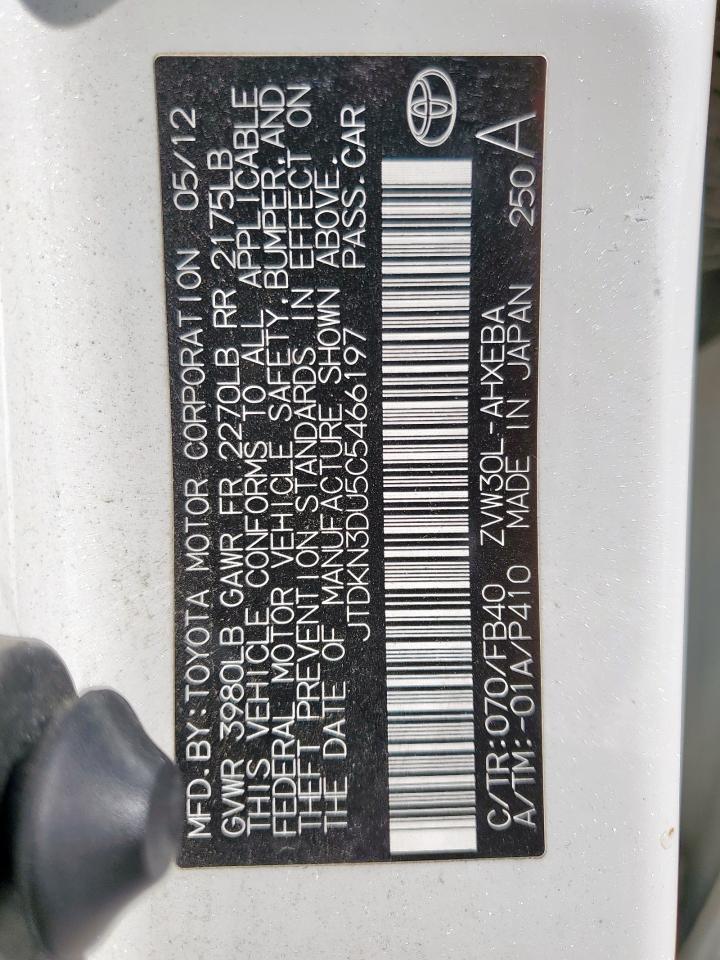 MFD.BY:TOYOTA MOTOR CORPORATION 05/12
GVWR 3980LB GAWR FR 2270LB RR 2175LB
THIS VEHICLE CONFORMS TO ALL APPLICABLE
FEDERAL MOTOR VEHICLE SAFETY,BUMPER,AND
THEFT PREVENTION STANDARDS IN EFFECT ON
THE DATE OF MANUFACTURE SHOWN ABOVE.
JTDKN3DU5C5466197 PASS.CAR
C/TR:070/FB40 ZVW30L-AHXEBA
A/TM:-01A/P410 MADE IN JAPAN 250 A